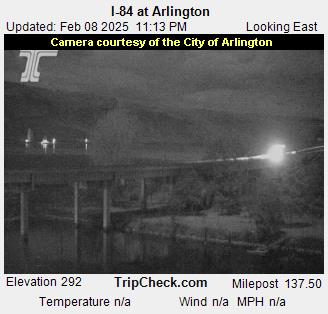 I-84 at Arlington
Updated: Feb 08 2025 11:13 PM Looking East
Camera courtesy of the City of Arlington
Elevation 292 TripCheck.com Milepost 137.50
Temperature n/a Wind n/a MPH n/a